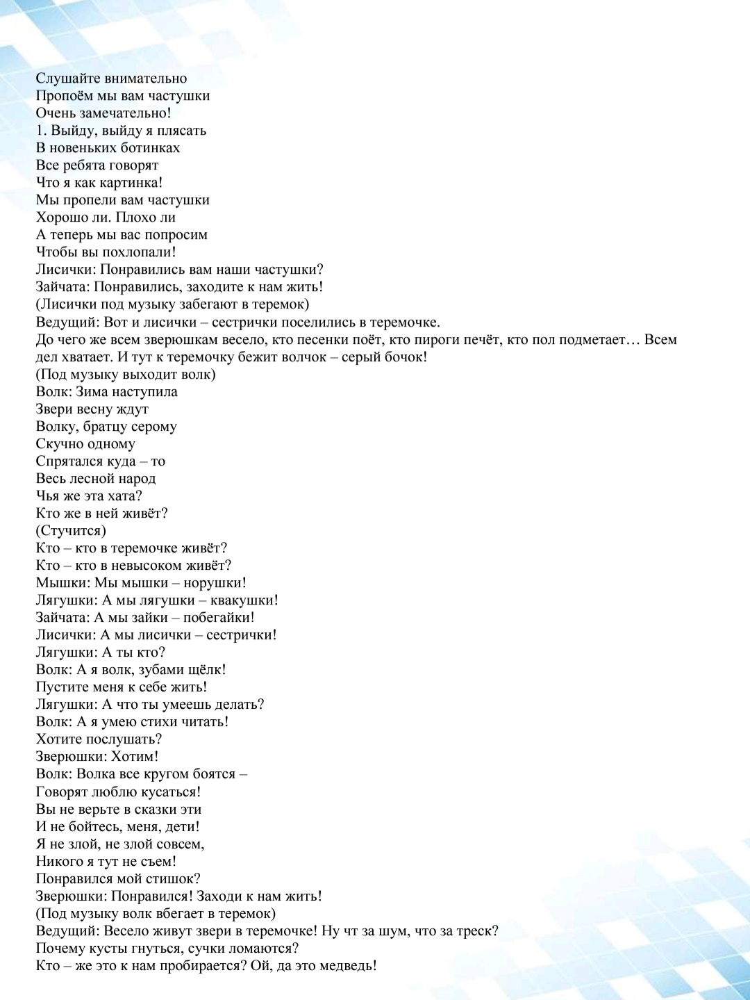 Слушайте внимательно
Пропоём мы вам частушки
Очень замечательно!
1. Выйду, выйду я плясать
В новеньких ботинках
Все ребята говорят
Что я как картинка!
Мы пропели вам частушки
Хорошо ли. Плохо ли
А теперь мы вас попросим
Чтобы вы похлопали!
Лисички: Понравились вам наши частушки?
Зайчата: Понравились, заходите к нам жить!
(Лисички под музыку забегают в теремок)
Ведущий: Вот и лисички – сестрички поселились в теремочке.
До чего же всем зверюшкам весело, кто песенки поёт, кто пироги печёт, кто пол подметает… Всем
дел хватает. И тут к теремочку бежит волчок – серый бочок!
(Под музыку выходит волк)
Волк: Зима наступила
Звери весну ждут
Волку, братцу серому
Скучно одному
Спрятался куда – то
Весь лесной народ
Чья же эта хата?
Кто же в ней живёт?
(Стучится)
Кто – кто в теремочке живёт?
Кто – кто в невысоком живёт?
Мышки: Мы мышки – норушки!
Лягушки: А мы лягушки – квакушки!
Зайчата: А мы зайки – побегайки!
Лисички: А мы лисички – сестрички!
Лягушки: А ты кто?
Волк: А я волк, зубами щёлк!
Пустите меня к себе жить!
Лягушки: А что ты умеешь делать?
Волк: А я умею стихи читать!
Хотите послушать?
Зверюшки: Хотим!
Волк: Волка все кругом боятся –
Говорят люблю кусаться!
Вы не верьте в сказки эти
И не бойтесь, меня, дети!
Я не злой, не злой совсем,
Никого я тут не съем!
Понравился мой стишок?
Зверюшки: Понравился! Заходи к нам жить!
(Под музыку волк вбегает в теремок)
Ведущий: Весело живут звери в теремочке! Ну чт за шум, что за треск?
Почему кусты гнуться, сучки ломаются?
Кто – же это к нам пробирается? Ой, да это медведь!